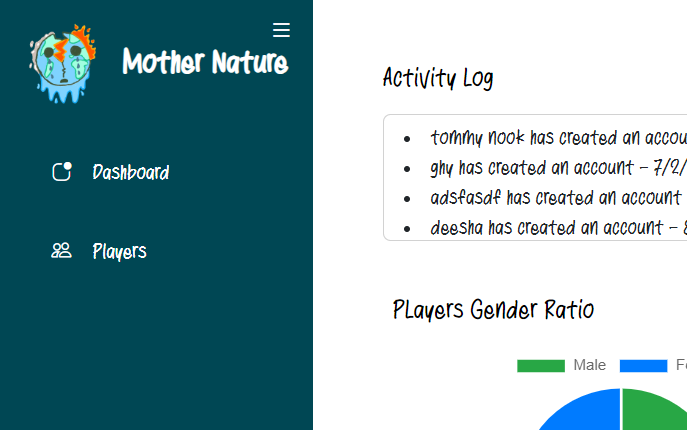 Mother Nature
Dashboard
Players
Activity Log
tommy nook has created an accou
ghy has created an account - 7/2/
adsfasdf has created an account
deesha has created an account -
PLayers Gender Ratio
Male